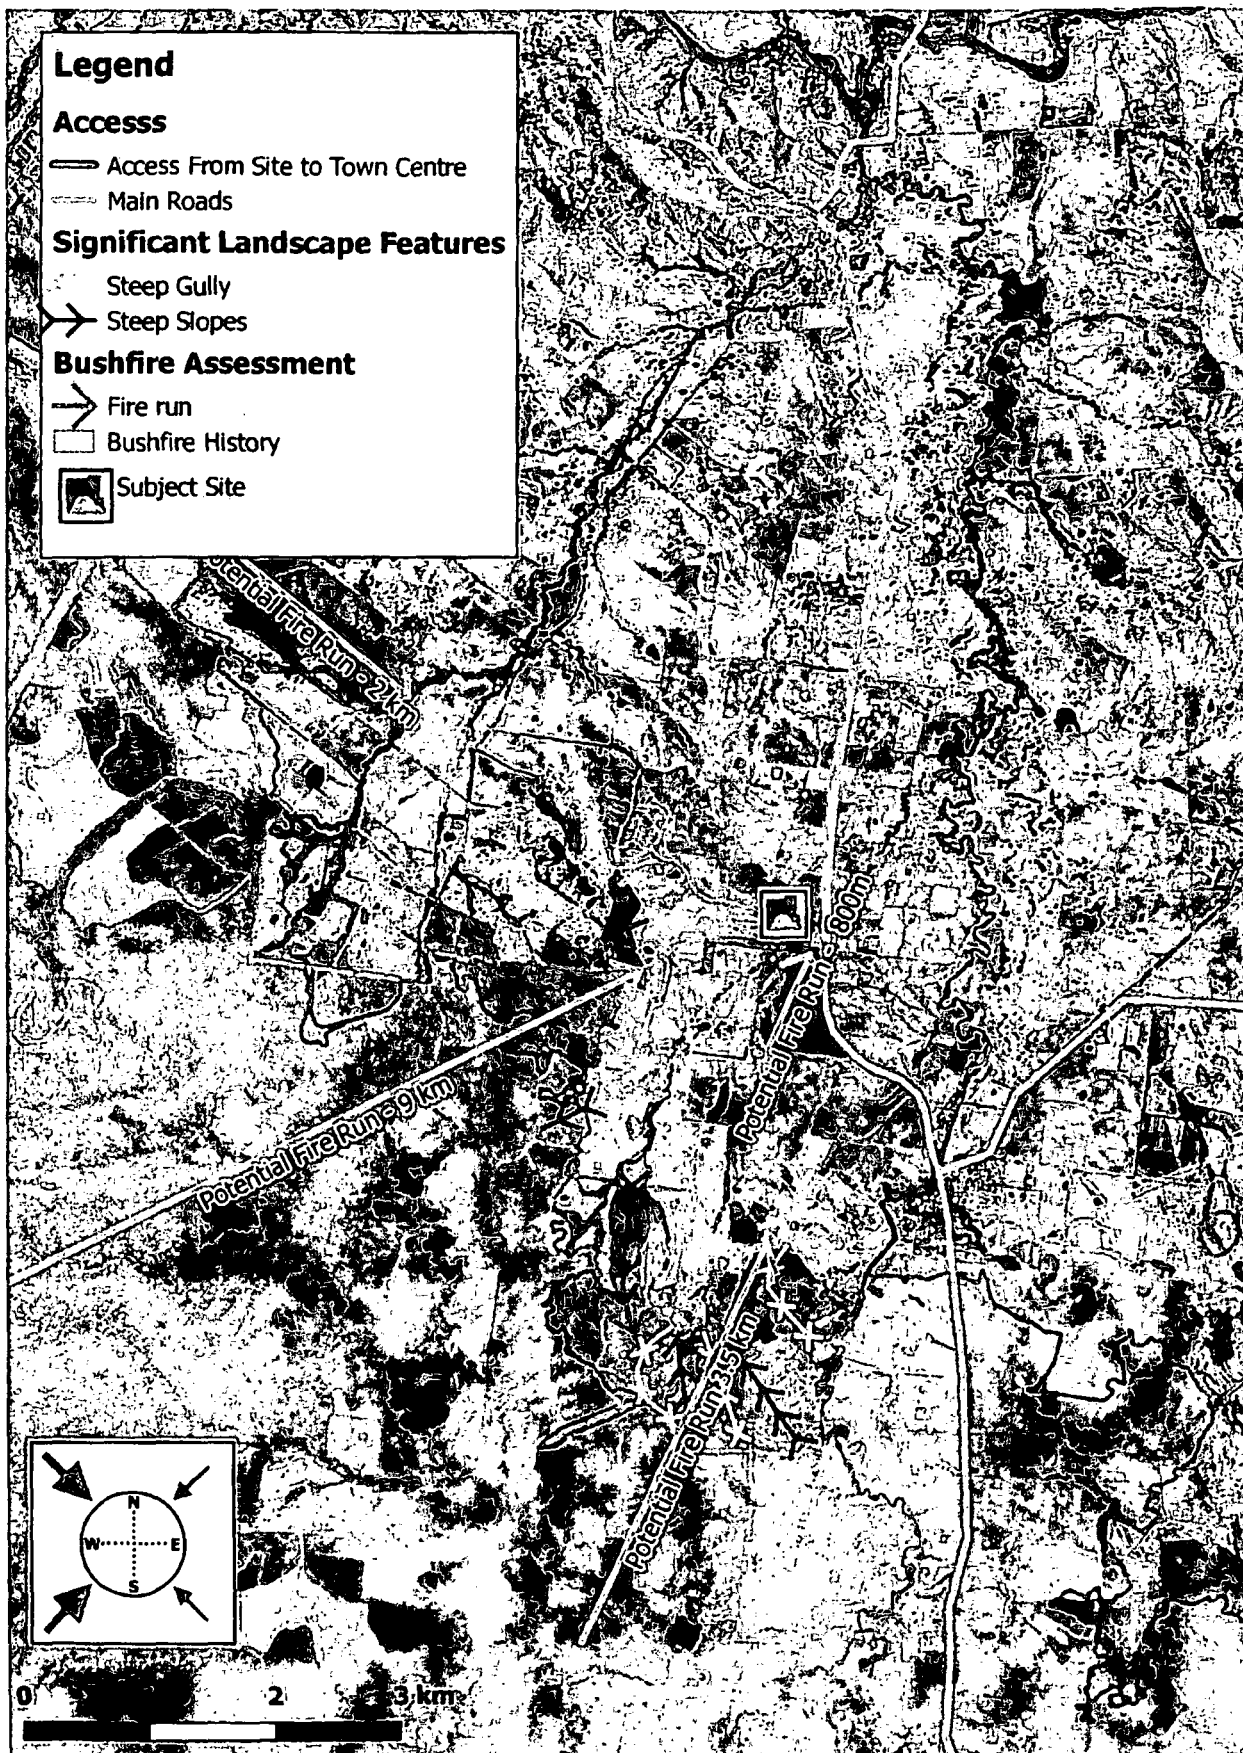 Legend
Accesss
Access From Site to Town Centre
Main Roads
Significant Landscape Features
Steep Gully
Steep Slopes
Bushfire Assessment
Fire run
Bushfire History
Subject Site
Potential Fire Run - 2 km
Potential Fire Run - 800m
Potential Fire Run - 9 km
Potential Fire Run - 3.5 km
N
W E
S
0 2 3 km